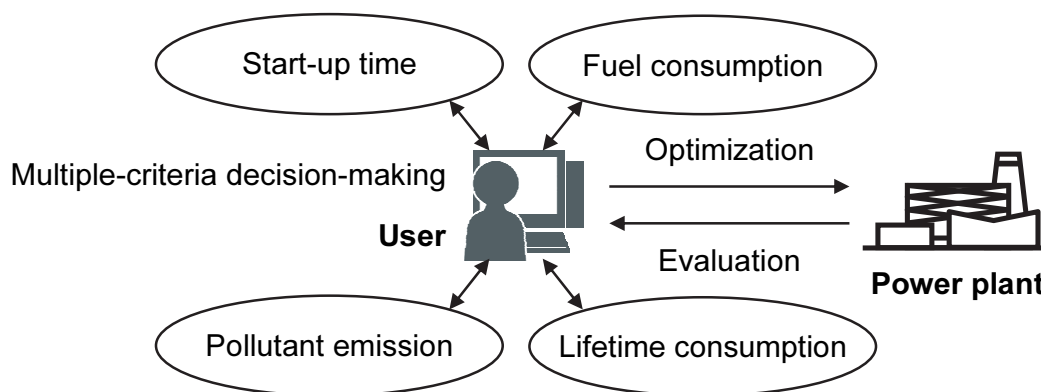 Start-up time
Fuel consumption
Optimization
Multiple-criteria decision-making
User
Evaluation
Power plant
Pollutant emission
Lifetime consumption